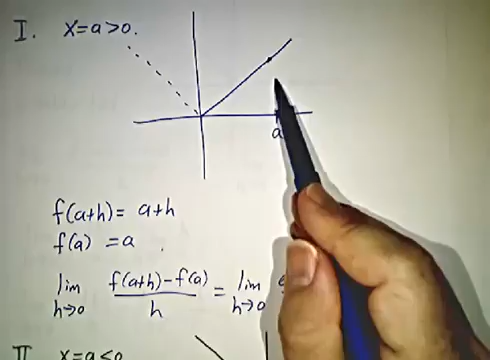 I. X=a>0.
a
f(a+h)= a+h
f(a) =a
lim h→0 f(a+h)-f(a) / h = lim h→0
II x=a<0